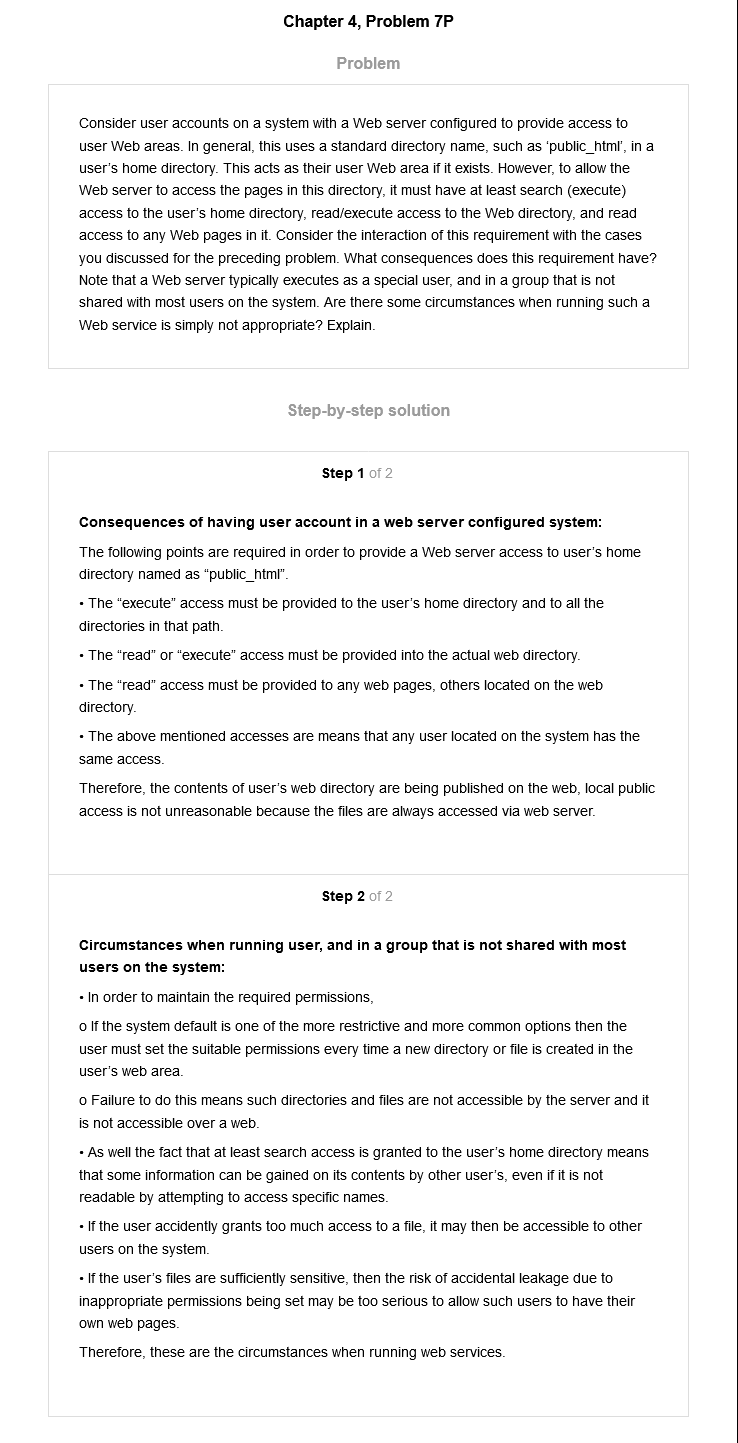 Chapter 4, Problem 7P
Problem
Consider user accounts on a system with a Web server configured to provide access to
user Web areas. In general, this uses a standard directory name, such as ‘public_html’, in a
user’s home directory. This acts as their user Web area if it exists. However, to allow the
Web server to access the pages in this directory, it must have at least search (execute)
access to the user’s home directory, read/execute access to the Web directory, and read
access to any Web pages in it. Consider the interaction of this requirement with the cases
you discussed for the preceding problem. What consequences does this requirement have?
Note that a Web server typically executes as a special user, and in a group that is not
shared with most users on the system. Are there some circumstances when running such a
Web service is simply not appropriate? Explain.
Step-by-step solution
Step 1 of 2
Consequences of having user account in a web server configured system:
The following points are required in order to provide a Web server access to user’s home
directory named as “public_html”.
• The “execute” access must be provided to the user’s home directory and to all the
directories in that path.
• The “read” or “execute” access must be provided into the actual web directory.
• The “read” access must be provided to any web pages, others located on the web
directory.
• The above mentioned accesses are means that any user located on the system has the
same access.
Therefore, the contents of user’s web directory are being published on the web, local public
access is not unreasonable because the files are always accessed via web server.
Step 2 of 2
Circumstances when running user, and in a group that is not shared with most
users on the system:
• In order to maintain the required permissions,
o If the system default is one of the more restrictive and more common options then the
user must set the suitable permissions every time a new directory or file is created in the
user’s web area.
o Failure to do this means such directories and files are not accessible by the server and it
is not accessible over a web.
• As well the fact that at least search access is granted to the user’s home directory means
that some information can be gained on its contents by other user’s, even if it is not
readable by attempting to access specific names.
• If the user accidently grants too much access to a file, it may then be accessible to other
users on the system.
• If the user’s files are sufficiently sensitive, then the risk of accidental leakage due to
inappropriate permissions being set may be too serious to allow such users to have their
own web pages.
Therefore, these are the circumstances when running web services.